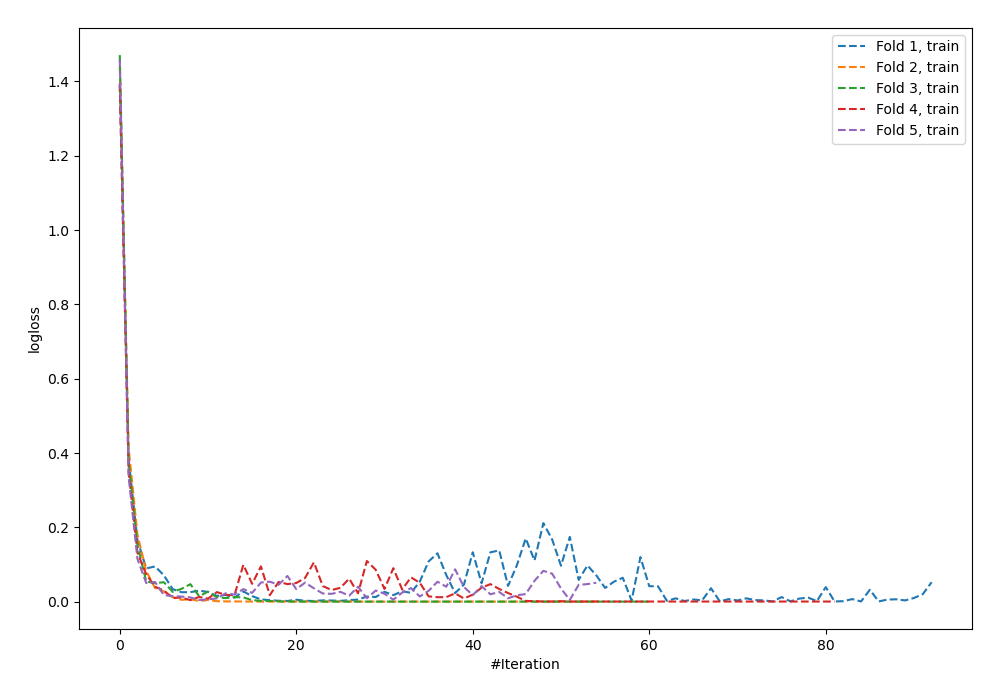 Fold 1, train
Fold 2, train
Fold 3, train
Fold 4, train
Fold 5, train
1.4
1.2
1.0
0.8
0.6
0.4
0.2
0.0
logloss
0 20 40 60 80
#Iteration